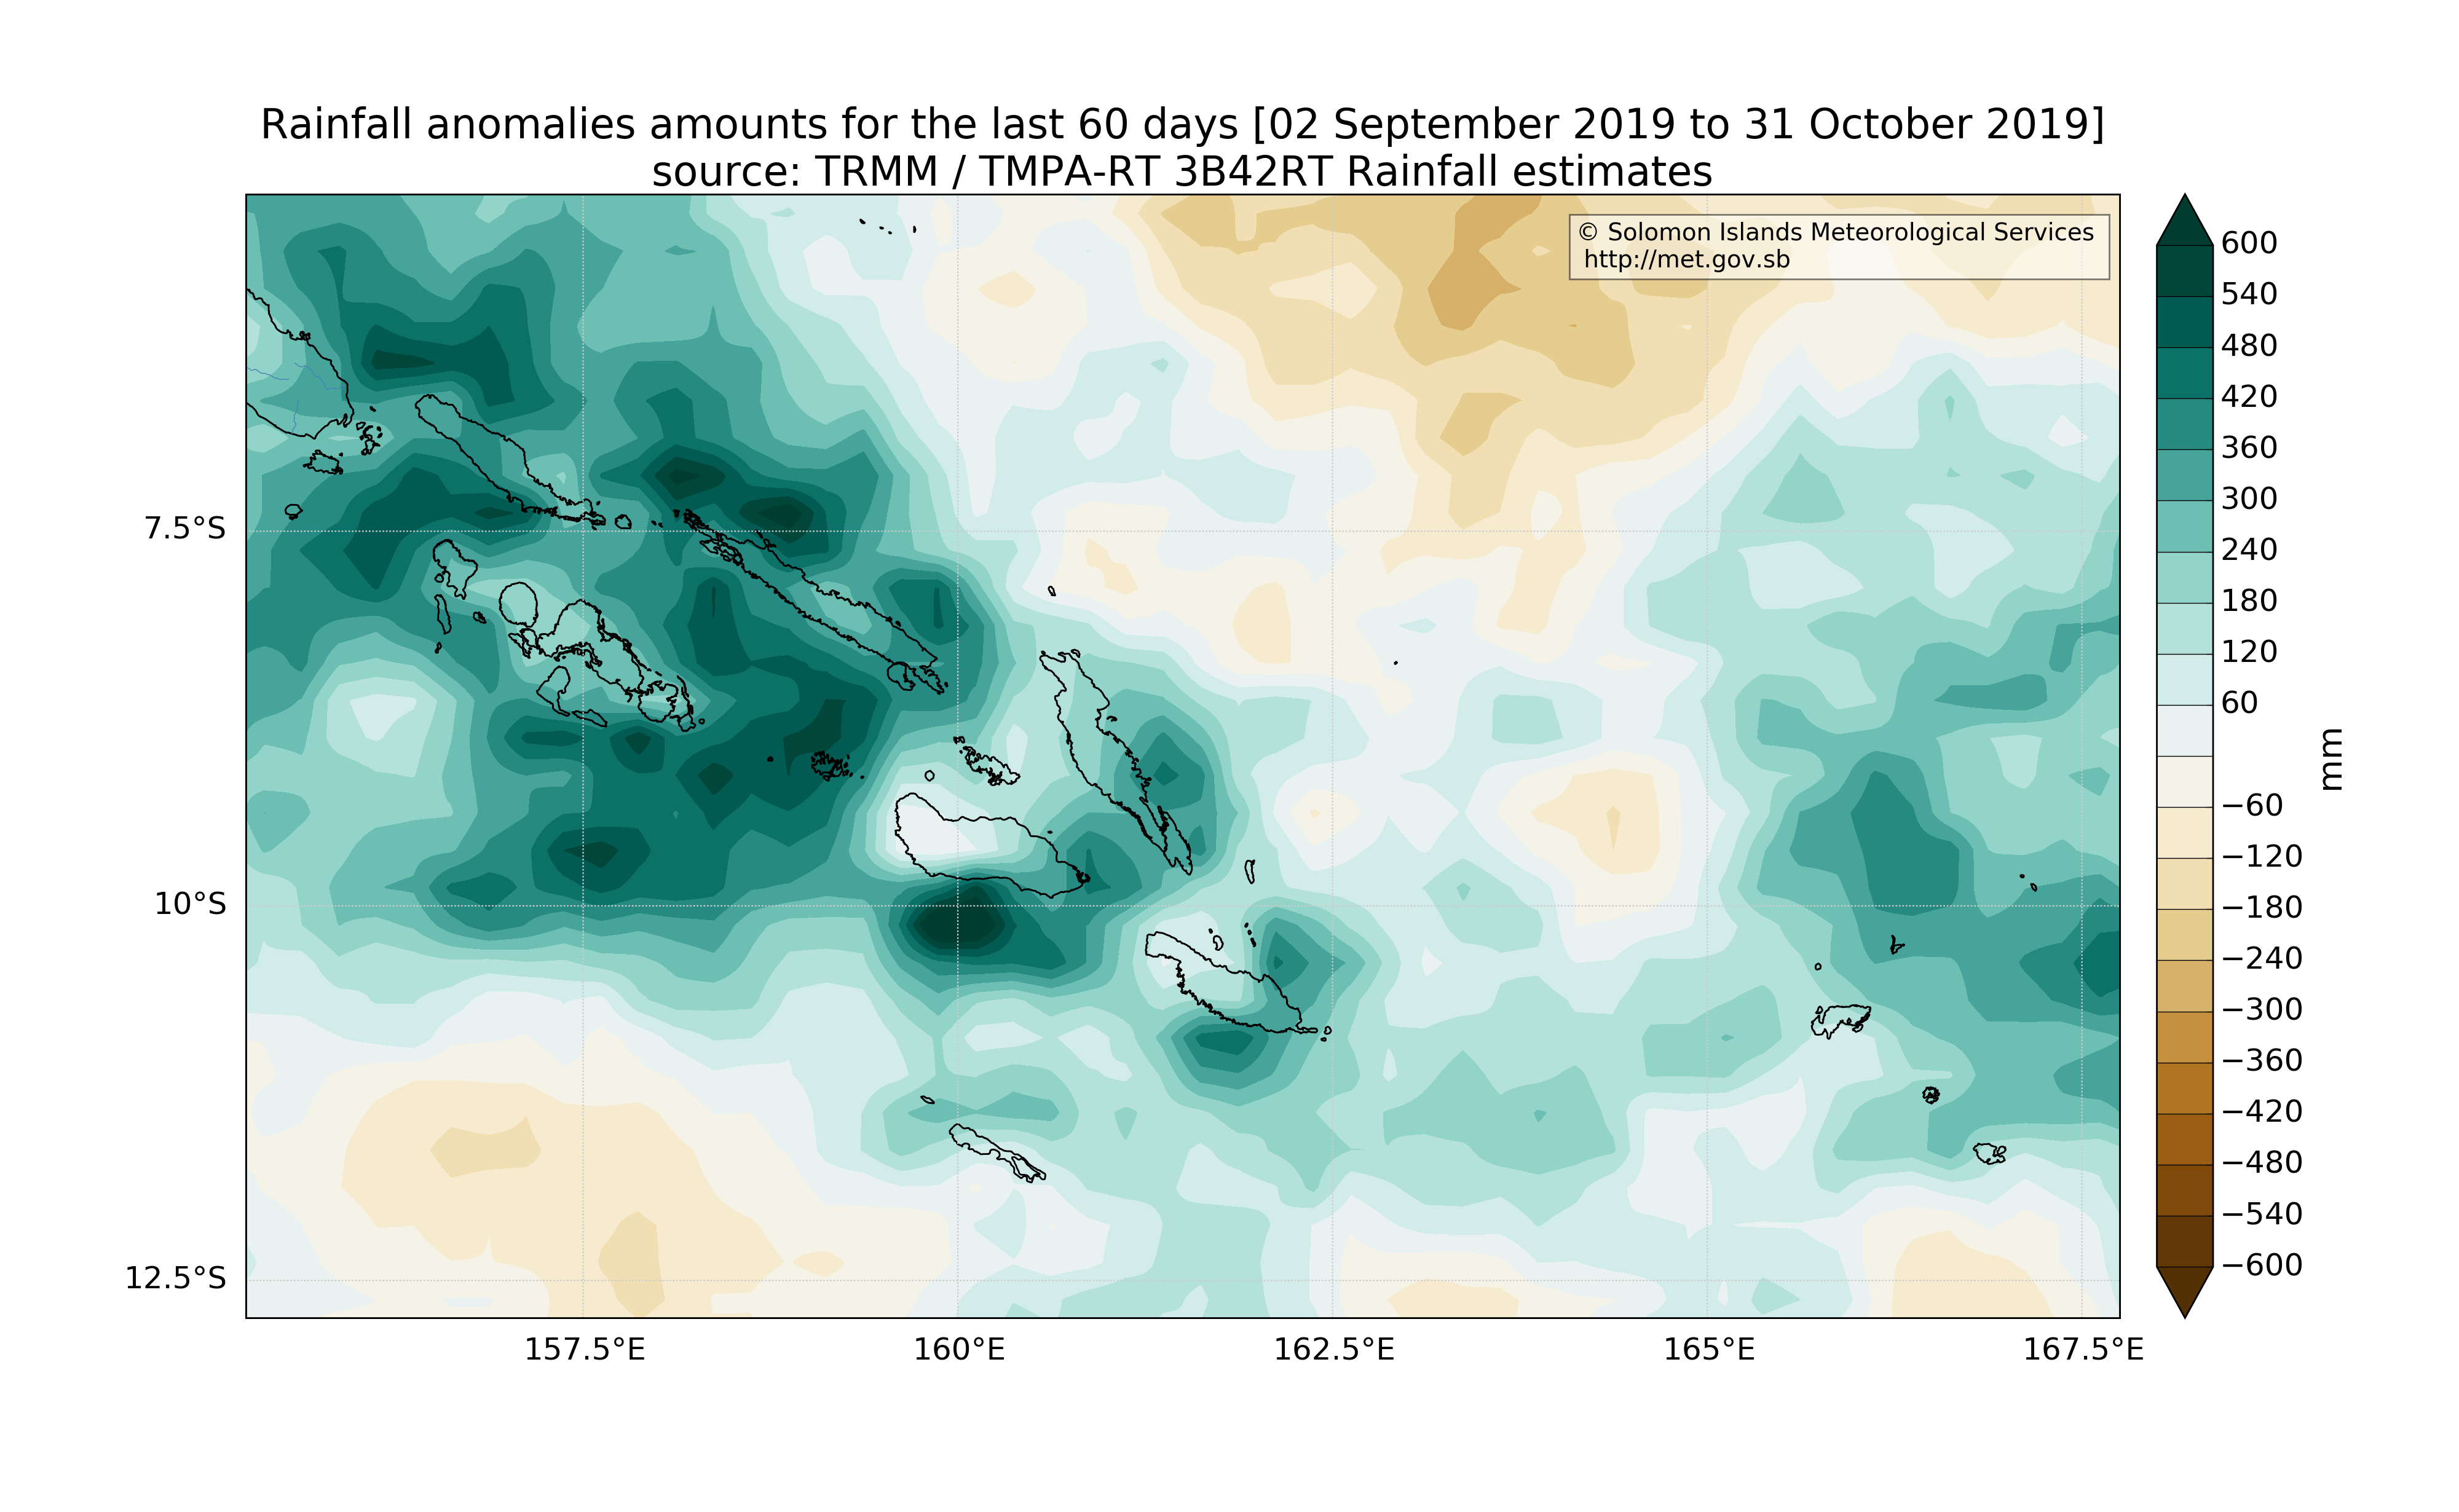 Rainfall anomalies amounts for the last 60 days [02 September 2019 to 31 October 2019]
source: TRMM / TMPA-RT 3B42RT Rainfall estimates
© Solomon Islands Meteorological Services
http://met.gov.sb
7.5°S
10°S
12.5°S
157.5°E
160°E
162.5°E
165°E
167.5°E
600
540
480
420
360
300
240
180
120
60
−60
−120
−180
−240
−300
−360
−420
−480
−540
−600
mm